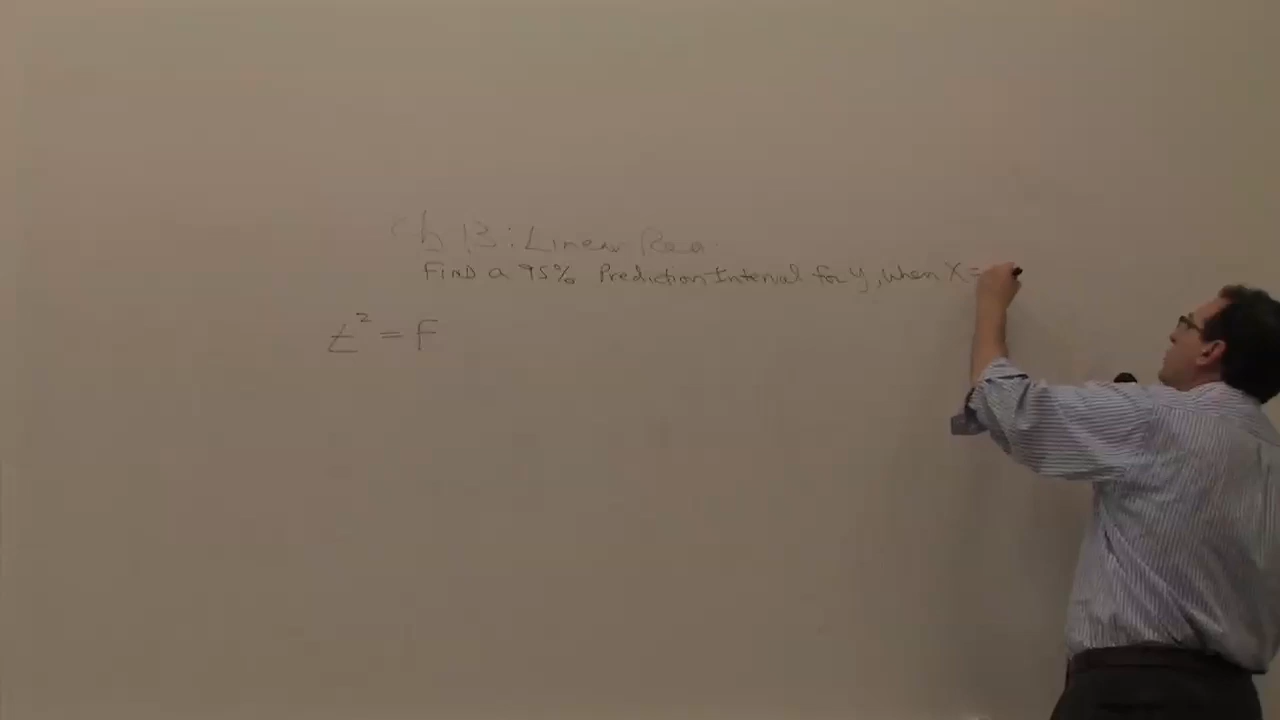 Ch 13: Linear Reg.
Find a 95% Prediction Interval for y, when X =
t² = F